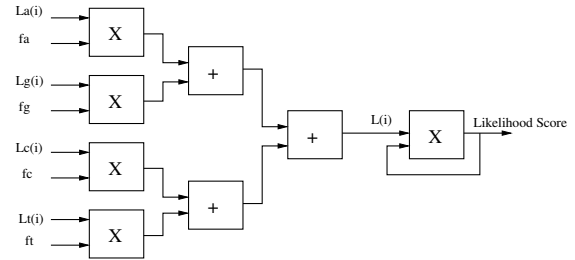 La(i)
fa
X
Lg(i)
fg
X
+
Lc(i)
fc
X
Lt(i)
ft
X
+
+
L(i)
X
Likelihood Score